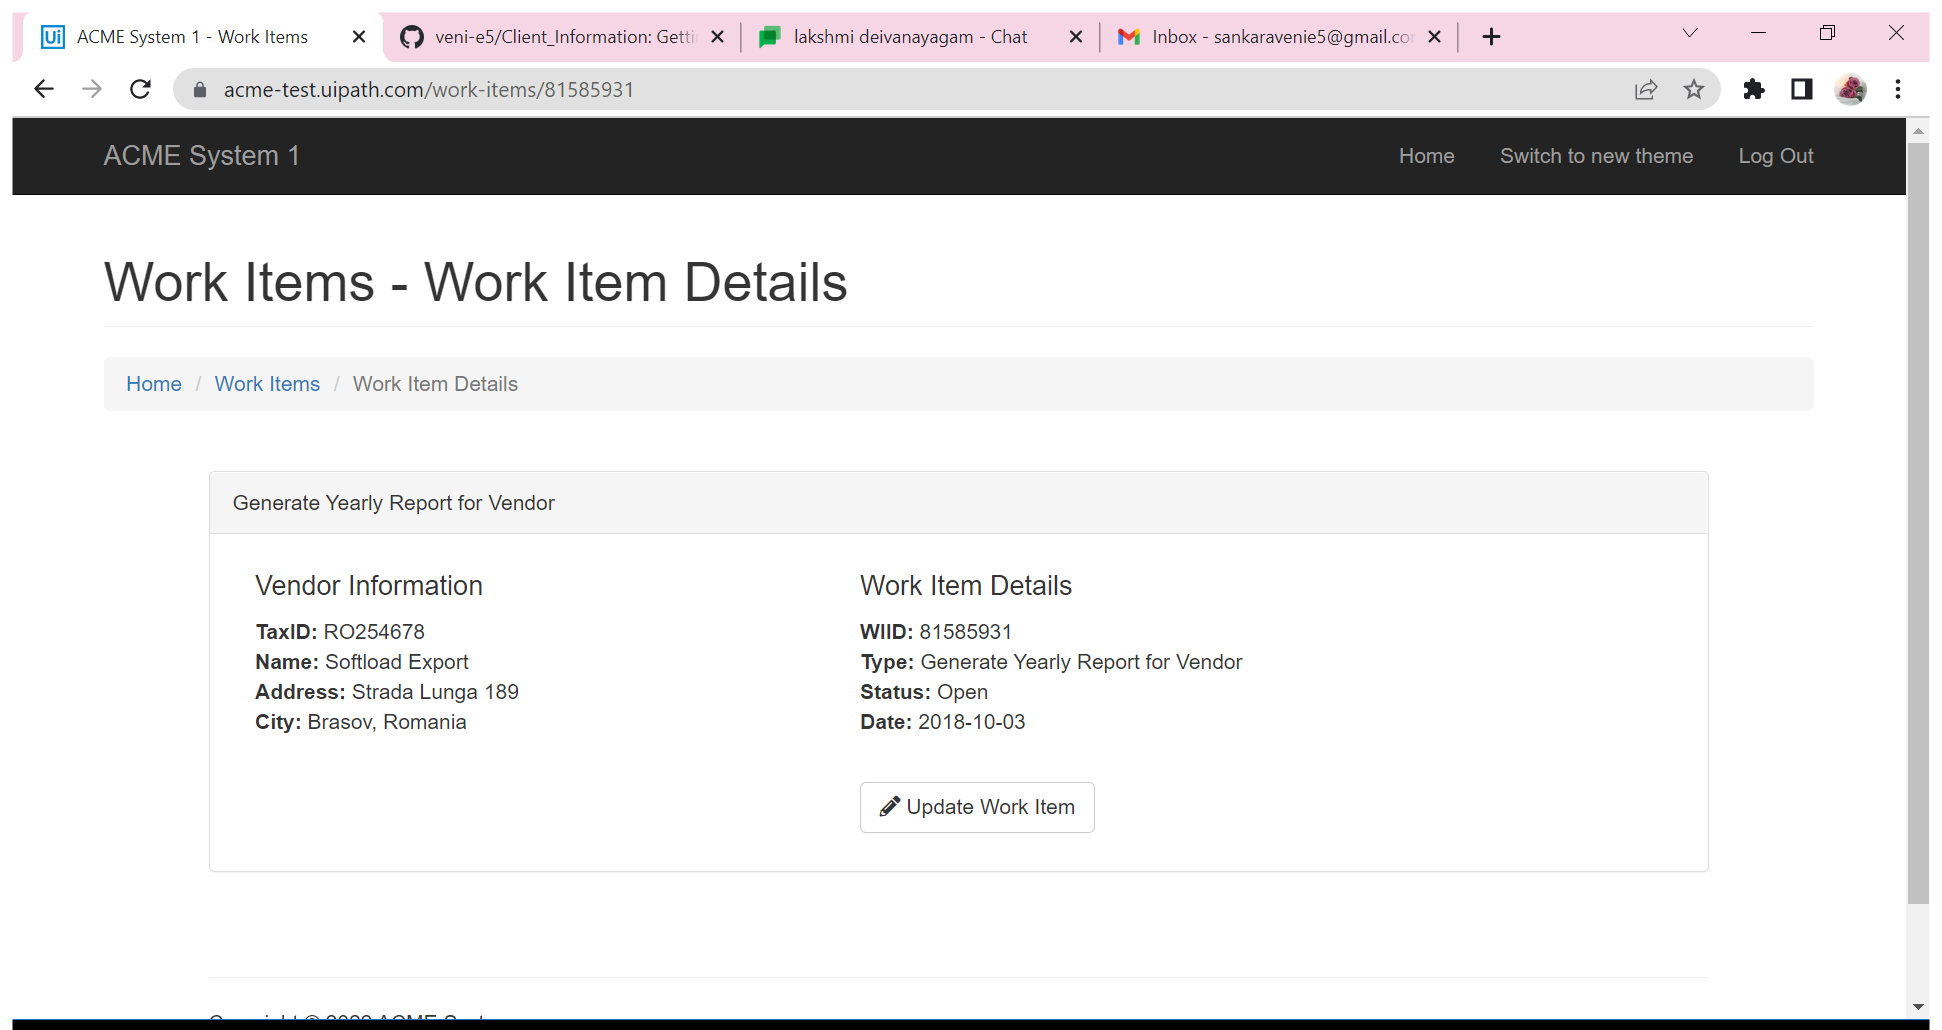 ACME System 1 - Work Items
veni-e5/Client_Information: Getti
lakshmi deivanayagam - Chat
Inbox - sankaravenie5@gmail.co
acme-test.uipath.com/work-items/81585931
ACME System 1
Home Switch to new theme Log Out
Work Items - Work Item Details
Home / Work Items / Work Item Details
Generate Yearly Report for Vendor
Vendor Information
TaxID: RO254678
Name: Softload Export
Address: Strada Lunga 189
City: Brasov, Romania
Work Item Details
WIID: 81585931
Type: Generate Yearly Report for Vendor
Status: Open
Date: 2018-10-03
Update Work Item
Copyright © ACME